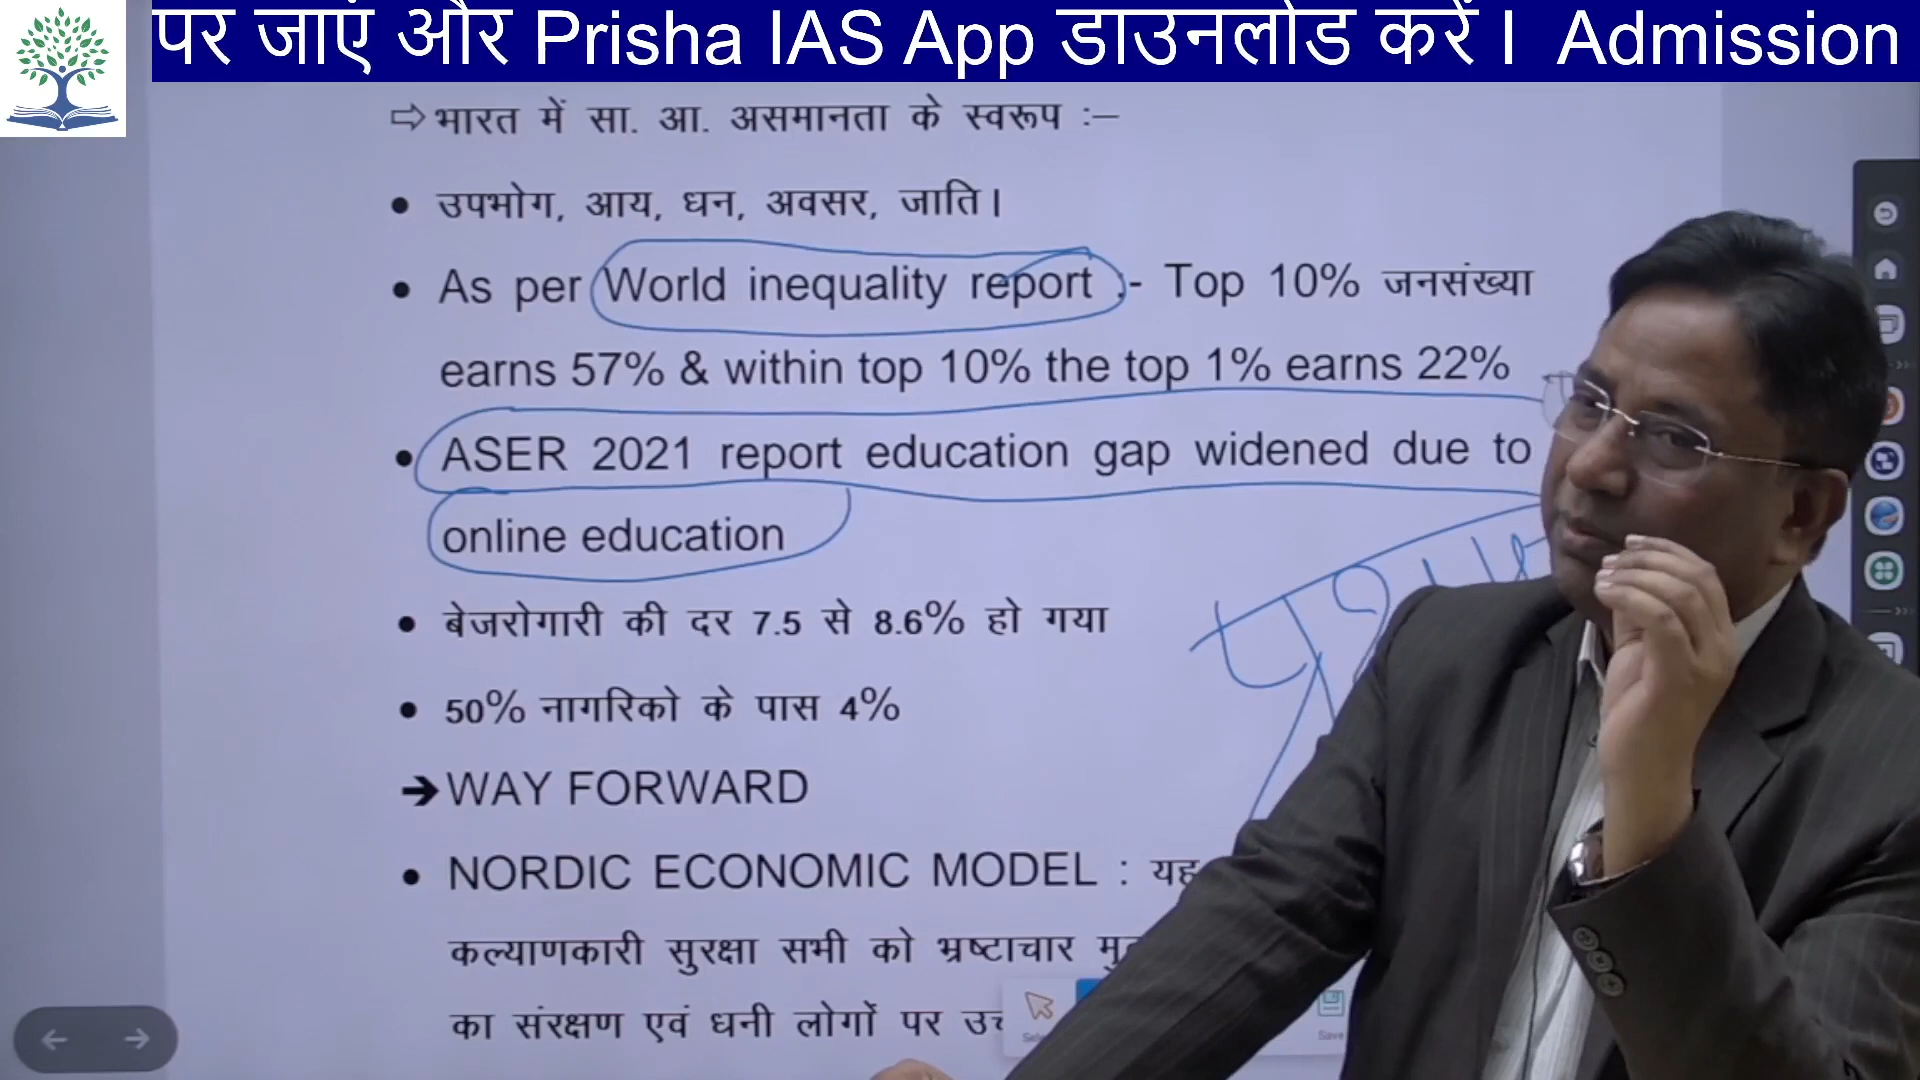 पर जाएं और Prisha IAS App डाउनलोड करें। Admission
⇨ भारत में सा. आ. असमानता के स्वरूप :–
• उपभोग, आय, धन, अवसर, जाति।
• As per World inequality report :- Top 10% जनसंख्या
earns 57% & within top 10% the top 1% earns 22%
• ASER 2021 report education gap widened due to
online education
• बेजरोगारी की दर 7.5 से 8.6% हो गया
• 50% नागरिको के पास 4%
➔ WAY FORWARD
• NORDIC ECONOMIC MODEL : यह
कल्याणकारी सुरक्षा सभी को भ्रष्टाचार
का संरक्षण एवं धनी लोगों पर
Save